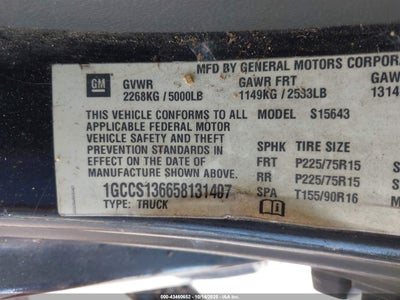 MFD BY GENERAL MOTORS CORPORA
GM
GVWR GAWR FRT GAW
2268KG / 5000LB 1149KG / 2533LB 1314
THIS VEHICLE CONFORMS TO ALL MODEL S15643
APPLICABLE FEDERAL MOTOR
VEHICLE SAFETY AND THEFT SPHK TIRE SIZE
PREVENTION STANDARDS IN FRT P225/75R15
EFFECT ON THE DATE OF RR P225/75R15
MANUFACTURE SHOWN ABOVE. SPA T155/90R16
1GCCS136658131407
TYPE: TRUCK
000-43460652 - 10/14/2025 - IAAI